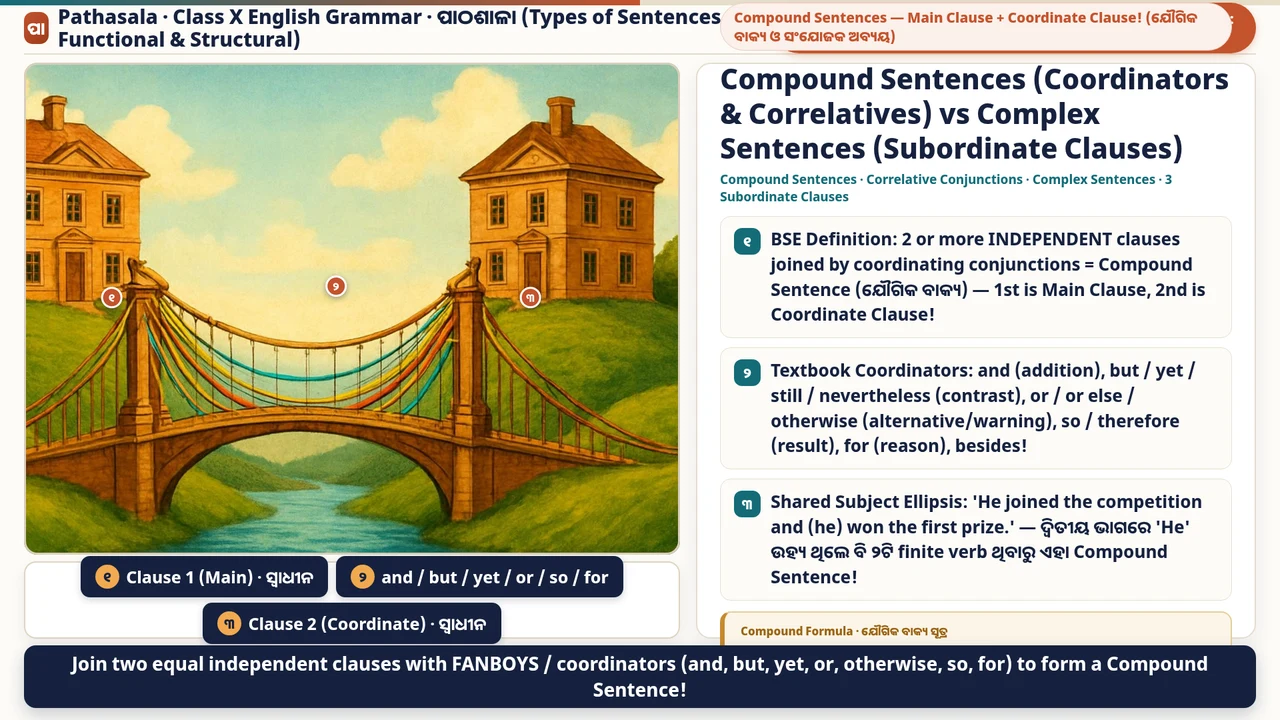 ପା
Pathasala · Class X English Grammar · ପାଠଶାଳା (Types of Sentences
Functional & Structural)
Compound Sentences — Main Clause + Coordinate Clause! (ଯୌଗିକ
ବାକ୍ୟ ଓ ସଂଯୋଜକ ଅବ୍ୟୟ)
୧
୨
୩
୧ Clause 1 (Main) · ସ୍ୱାଧୀନ
୨ and / but / yet / or / so / for
୩ Clause 2 (Coordinate) · ସ୍ୱାଧୀନ
Compound Sentences (Coordinators
& Correlatives) vs Complex
Sentences (Subordinate Clauses)
Compound Sentences · Correlative Conjunctions · Complex Sentences · 3
Subordinate Clauses
୧ BSE Definition: 2 or more INDEPENDENT clauses
joined by coordinating conjunctions = Compound
Sentence (ଯୌଗିକ ବାକ୍ୟ) — 1st is Main Clause, 2nd is
Coordinate Clause!
୨ Textbook Coordinators: and (addition), but / yet /
still / nevertheless (contrast), or / or else /
otherwise (alternative/warning), so / therefore
(result), for (reason), besides!
୩ Shared Subject Ellipsis: 'He joined the competition
and (he) won the first prize.' — ଦ୍ୱିତୀୟ ଭାଗରେ 'He'
ଊହ୍ୟ ଥିଲେ ବି ୨ଟି finite verb ଥିବାରୁ ଏହା Compound
Sentence!
Compound Formula · ଯୌଗିକ ବାକ୍ୟ ସୂତ୍ର
Join two equal independent clauses with FANBOYS / coordinators (and, but, yet, or, otherwise, so, for) to form a Compound
Sentence!